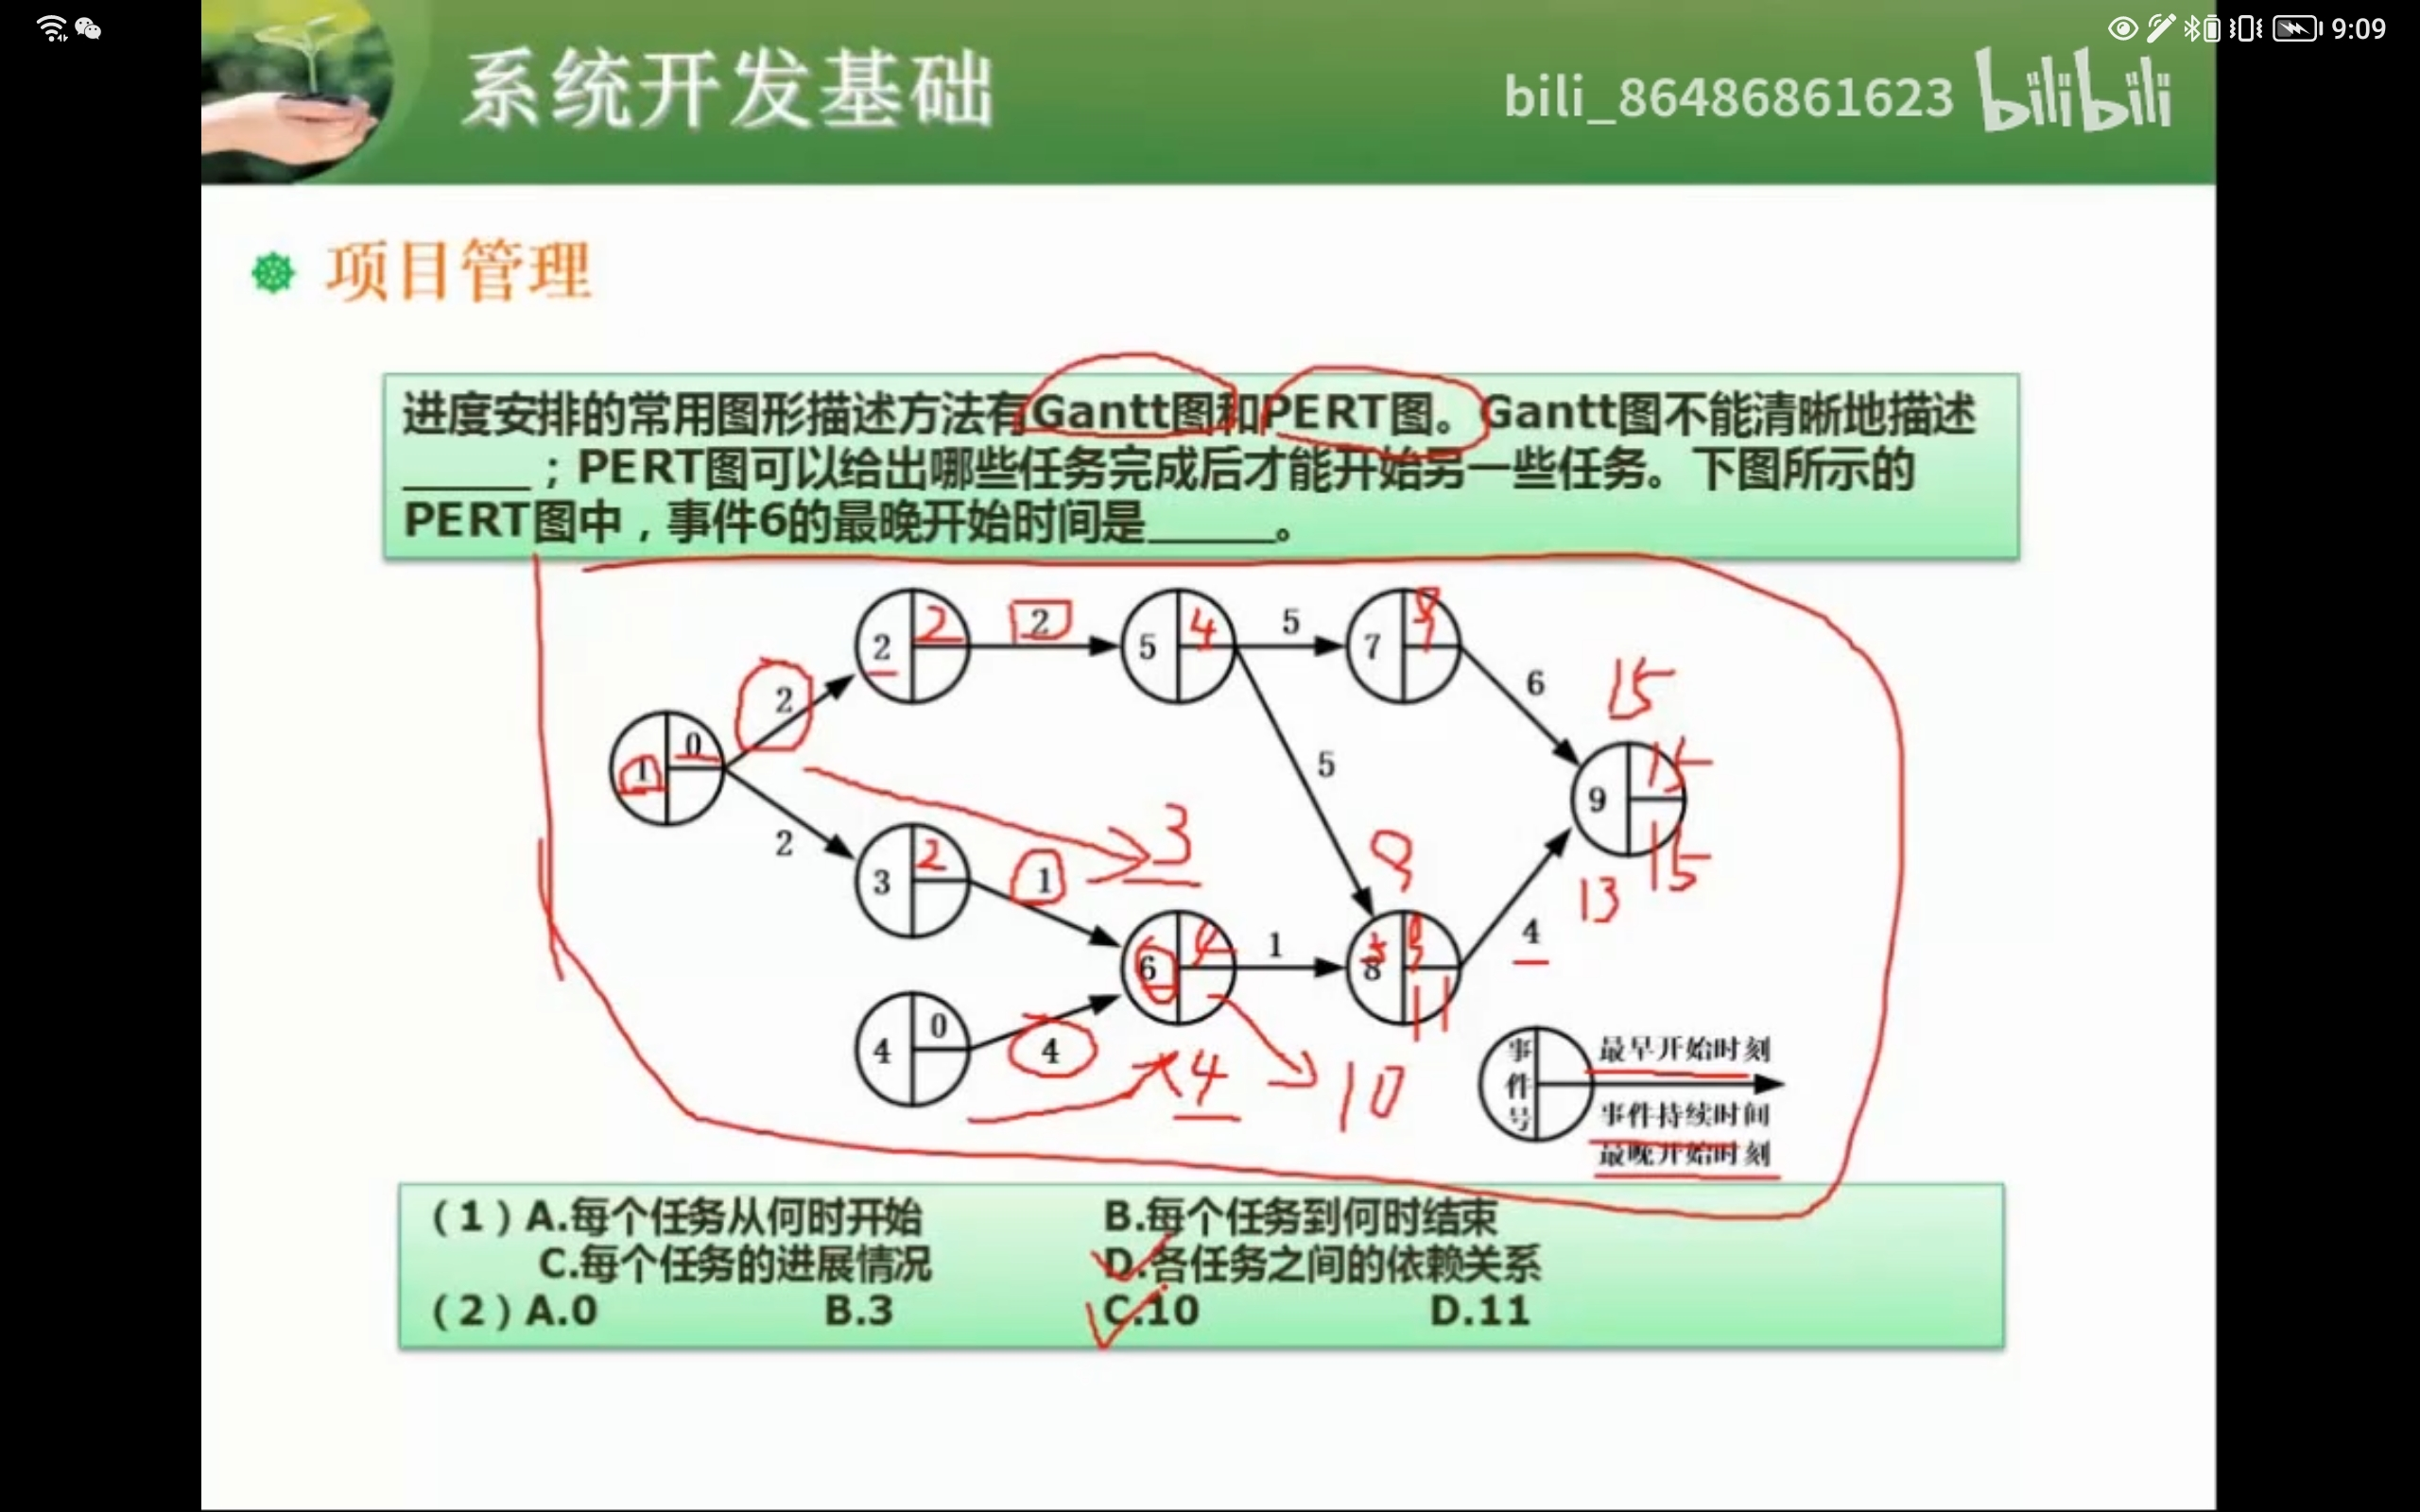 9:09
系统开发基础
bili_86486861623 bilibili
项目管理
进度安排的常用图形描述方法有Gantt图和PERT图。Gantt图不能清晰地描述
______；PERT图可以给出哪些任务完成后才能开始另一些任务。下图所示的
PERT图中，事件6的最晚开始时间是______。
2 2 2 5 4 5 7 9
2 6 15
1 0
5 9 15
15
2 3 9 13
3 2 1
6 4 1 8 9 4
11
4 0 4 4 10
事件号 最早开始时刻
事件持续时间
最晚开始时刻
（1）A.每个任务从何时开始 B.每个任务到何时结束
C.每个任务的进展情况 D.各任务之间的依赖关系
（2）A.0 B.3 C.10 D.11